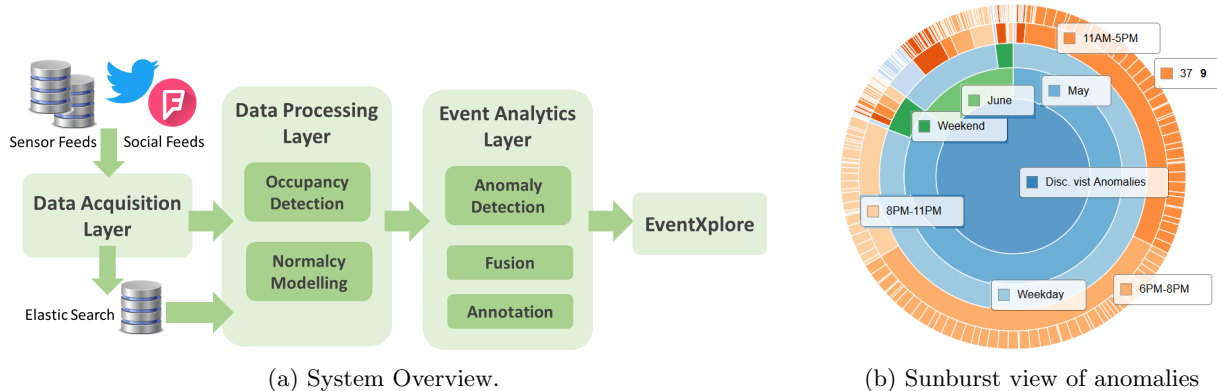 Sensor Feeds
Social Feeds
Data Acquisition
Layer
Elastic Search
Data Processing
Layer
Occupancy
Detection
Normalcy
Modelling
Event Analytics
Layer
Anomaly
Detection
Fusion
Annotation
EventXplore
(a) System Overview.
11AM-5PM
37 9
May
June
Weekend
Disc. vist Anomalies
8PM-11PM
6PM-8PM
Weekday
(b) Sunburst view of anomalies